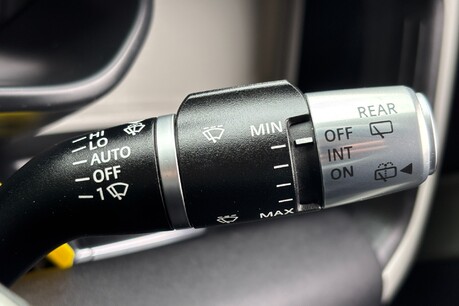 HI
LO
AUTO
OFF
1
MIN
MAX
REAR
OFF
INT
ON